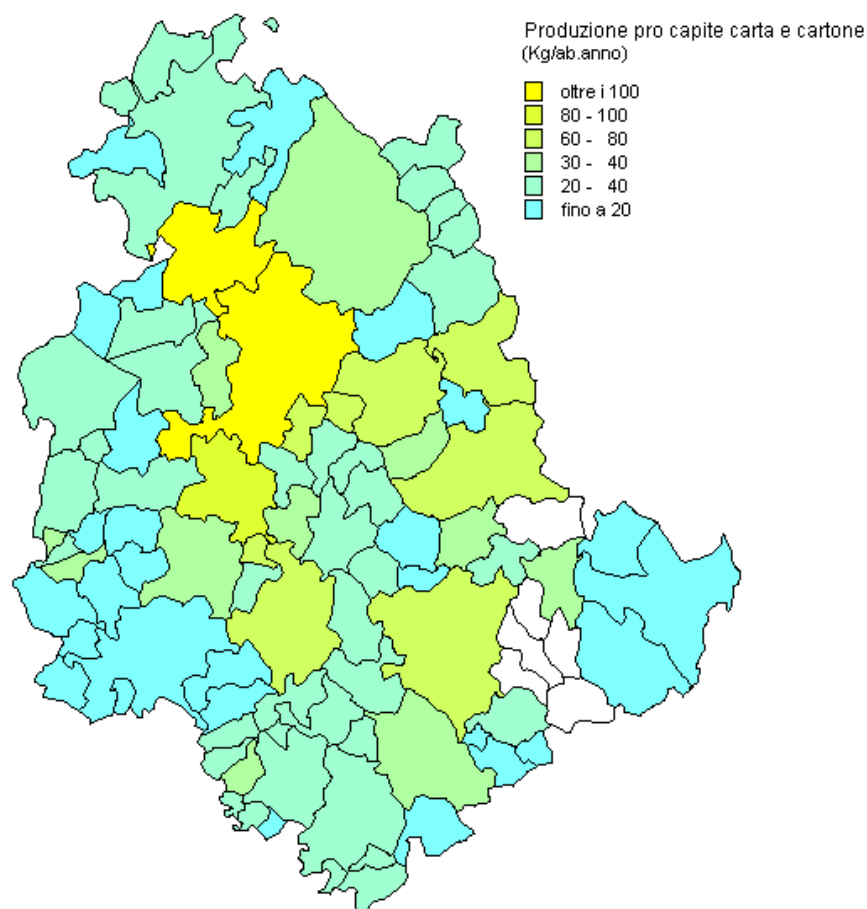 Produzione pro capite carta e cartone
(Kg/ab.anno)
oltre i 100
80 - 100
60 - 80
30 - 40
20 - 40
fino a 20